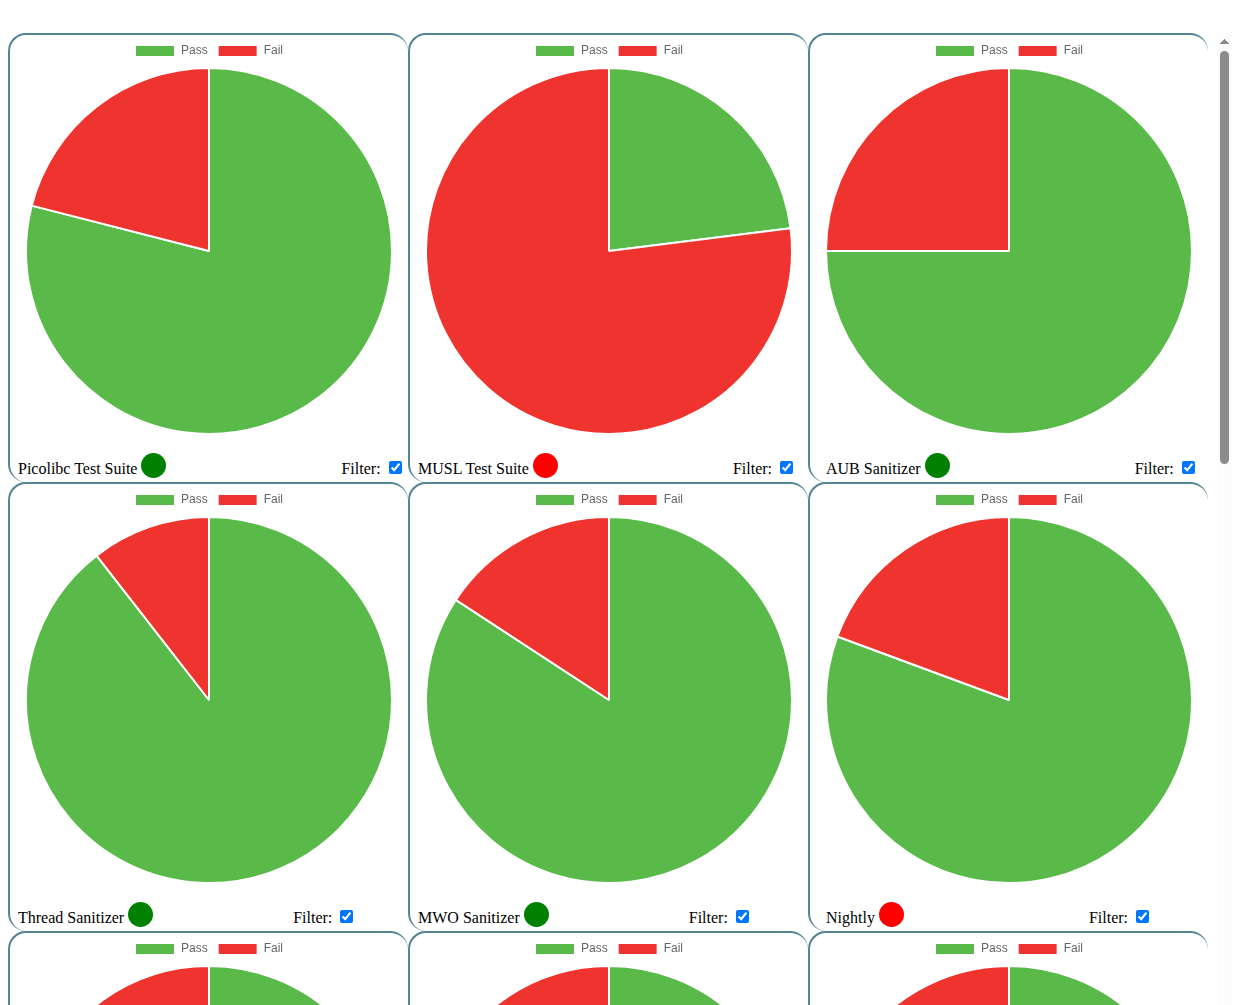 Pass Fail
Pass Fail
Pass Fail
Picolibc Test Suite Filter:
MUSL Test Suite Filter:
AUB Sanitizer Filter:
Pass Fail
Pass Fail
Pass Fail
Thread Sanitizer Filter:
MWO Sanitizer Filter:
Nightly Filter:
Pass Fail
Pass Fail
Pass Fail